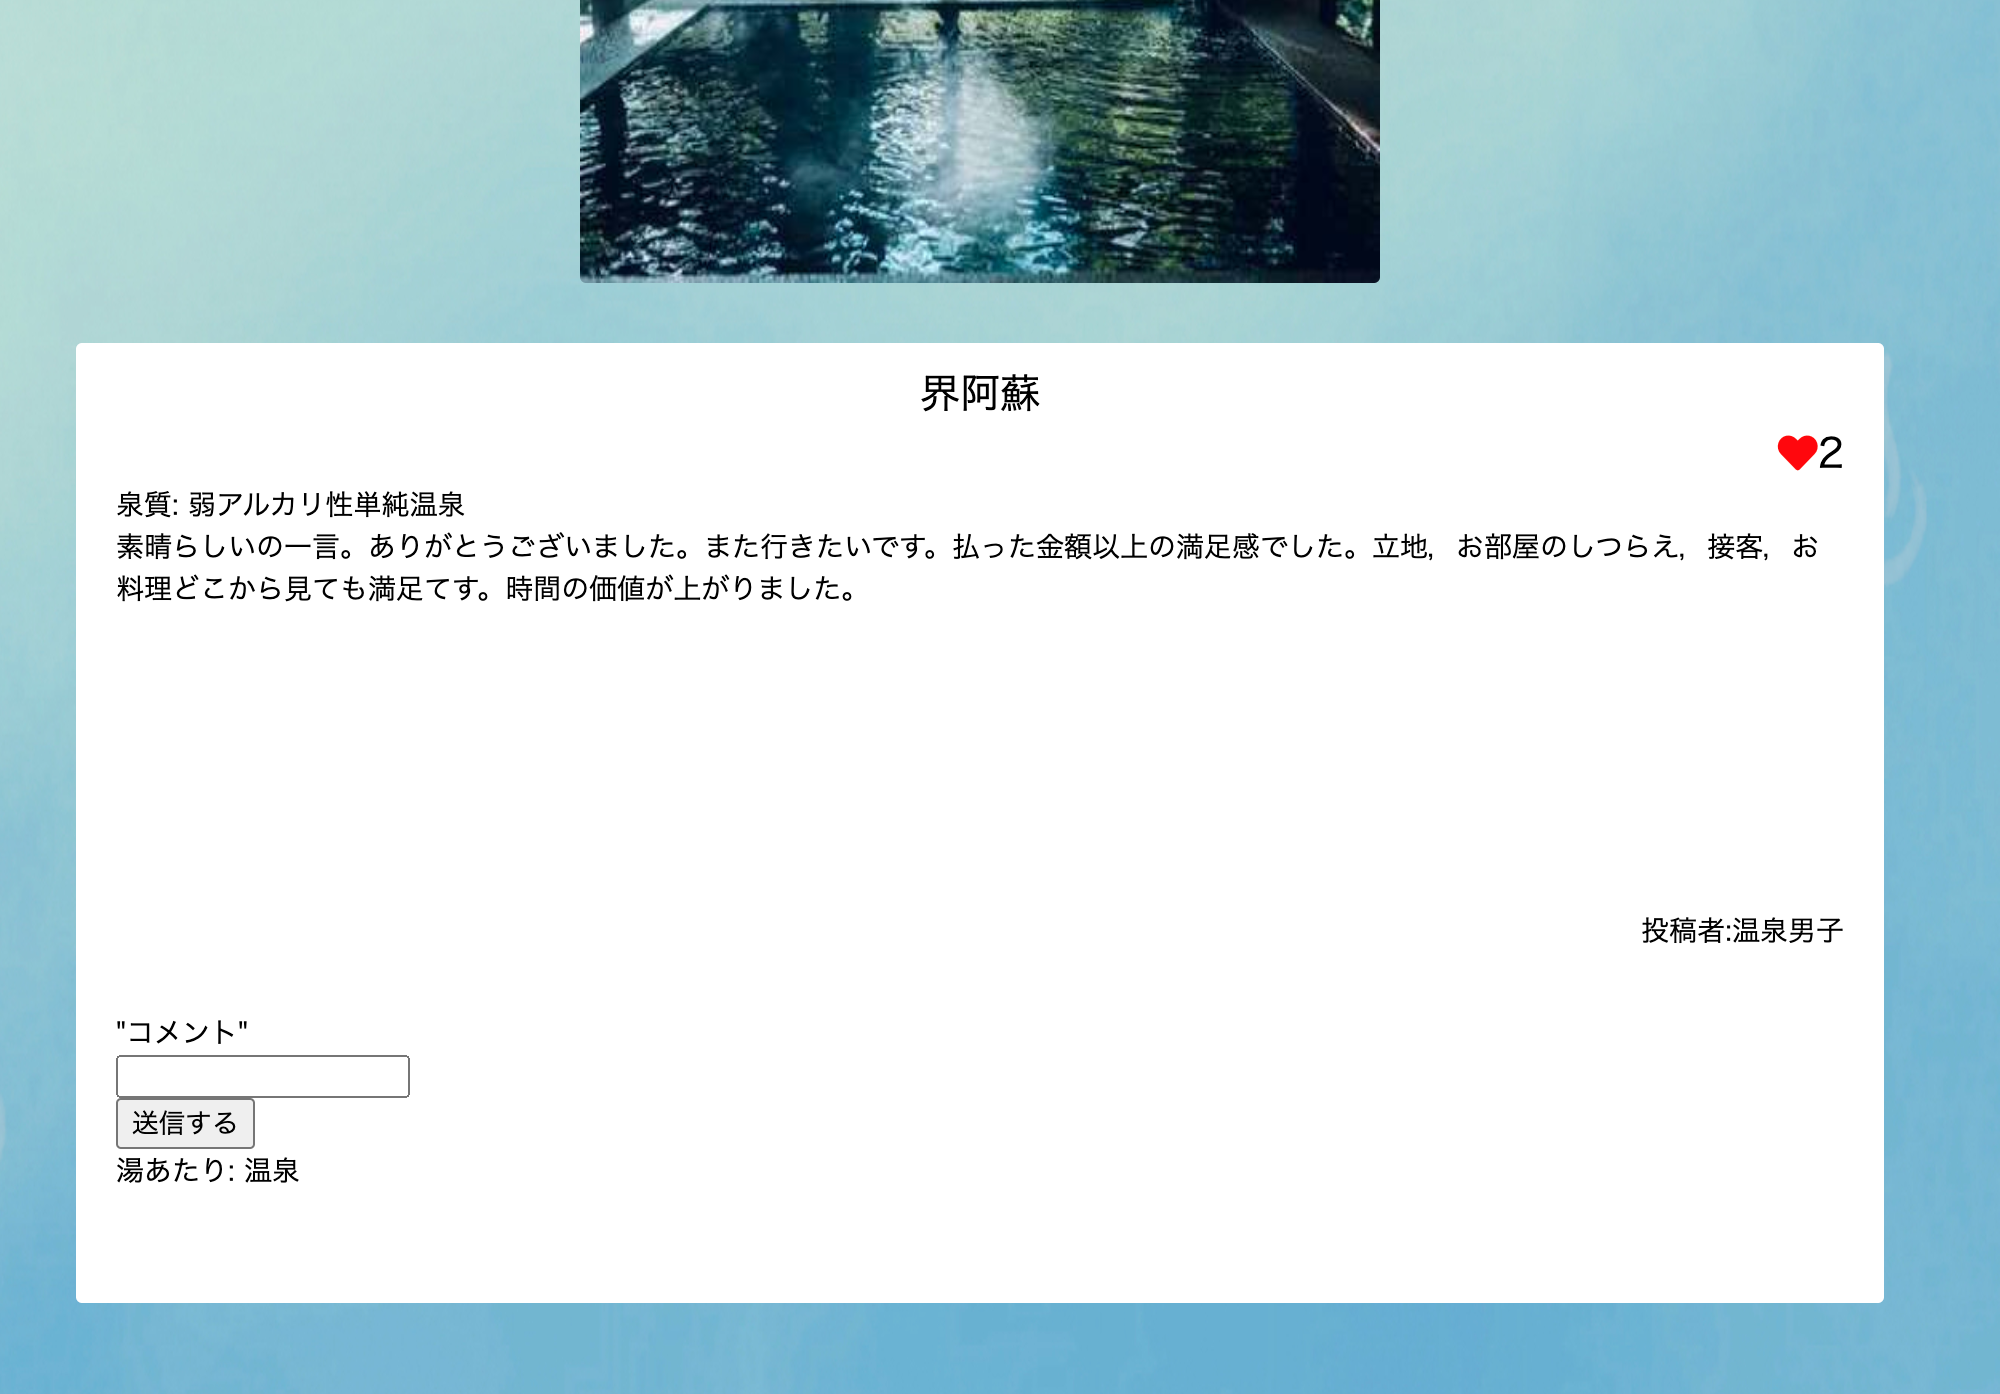 界阿蘇
2
泉質: 弱アルカリ性単純温泉
素晴らしいの一言。ありがとうございました。また行きたいです。払った金額以上の満足感でした。立地，お部屋のしつらえ，接客，お
料理どこから見ても満足てす。時間の価値が上がりました。
投稿者:温泉男子
"コメント"
送信する
湯あたり: 温泉